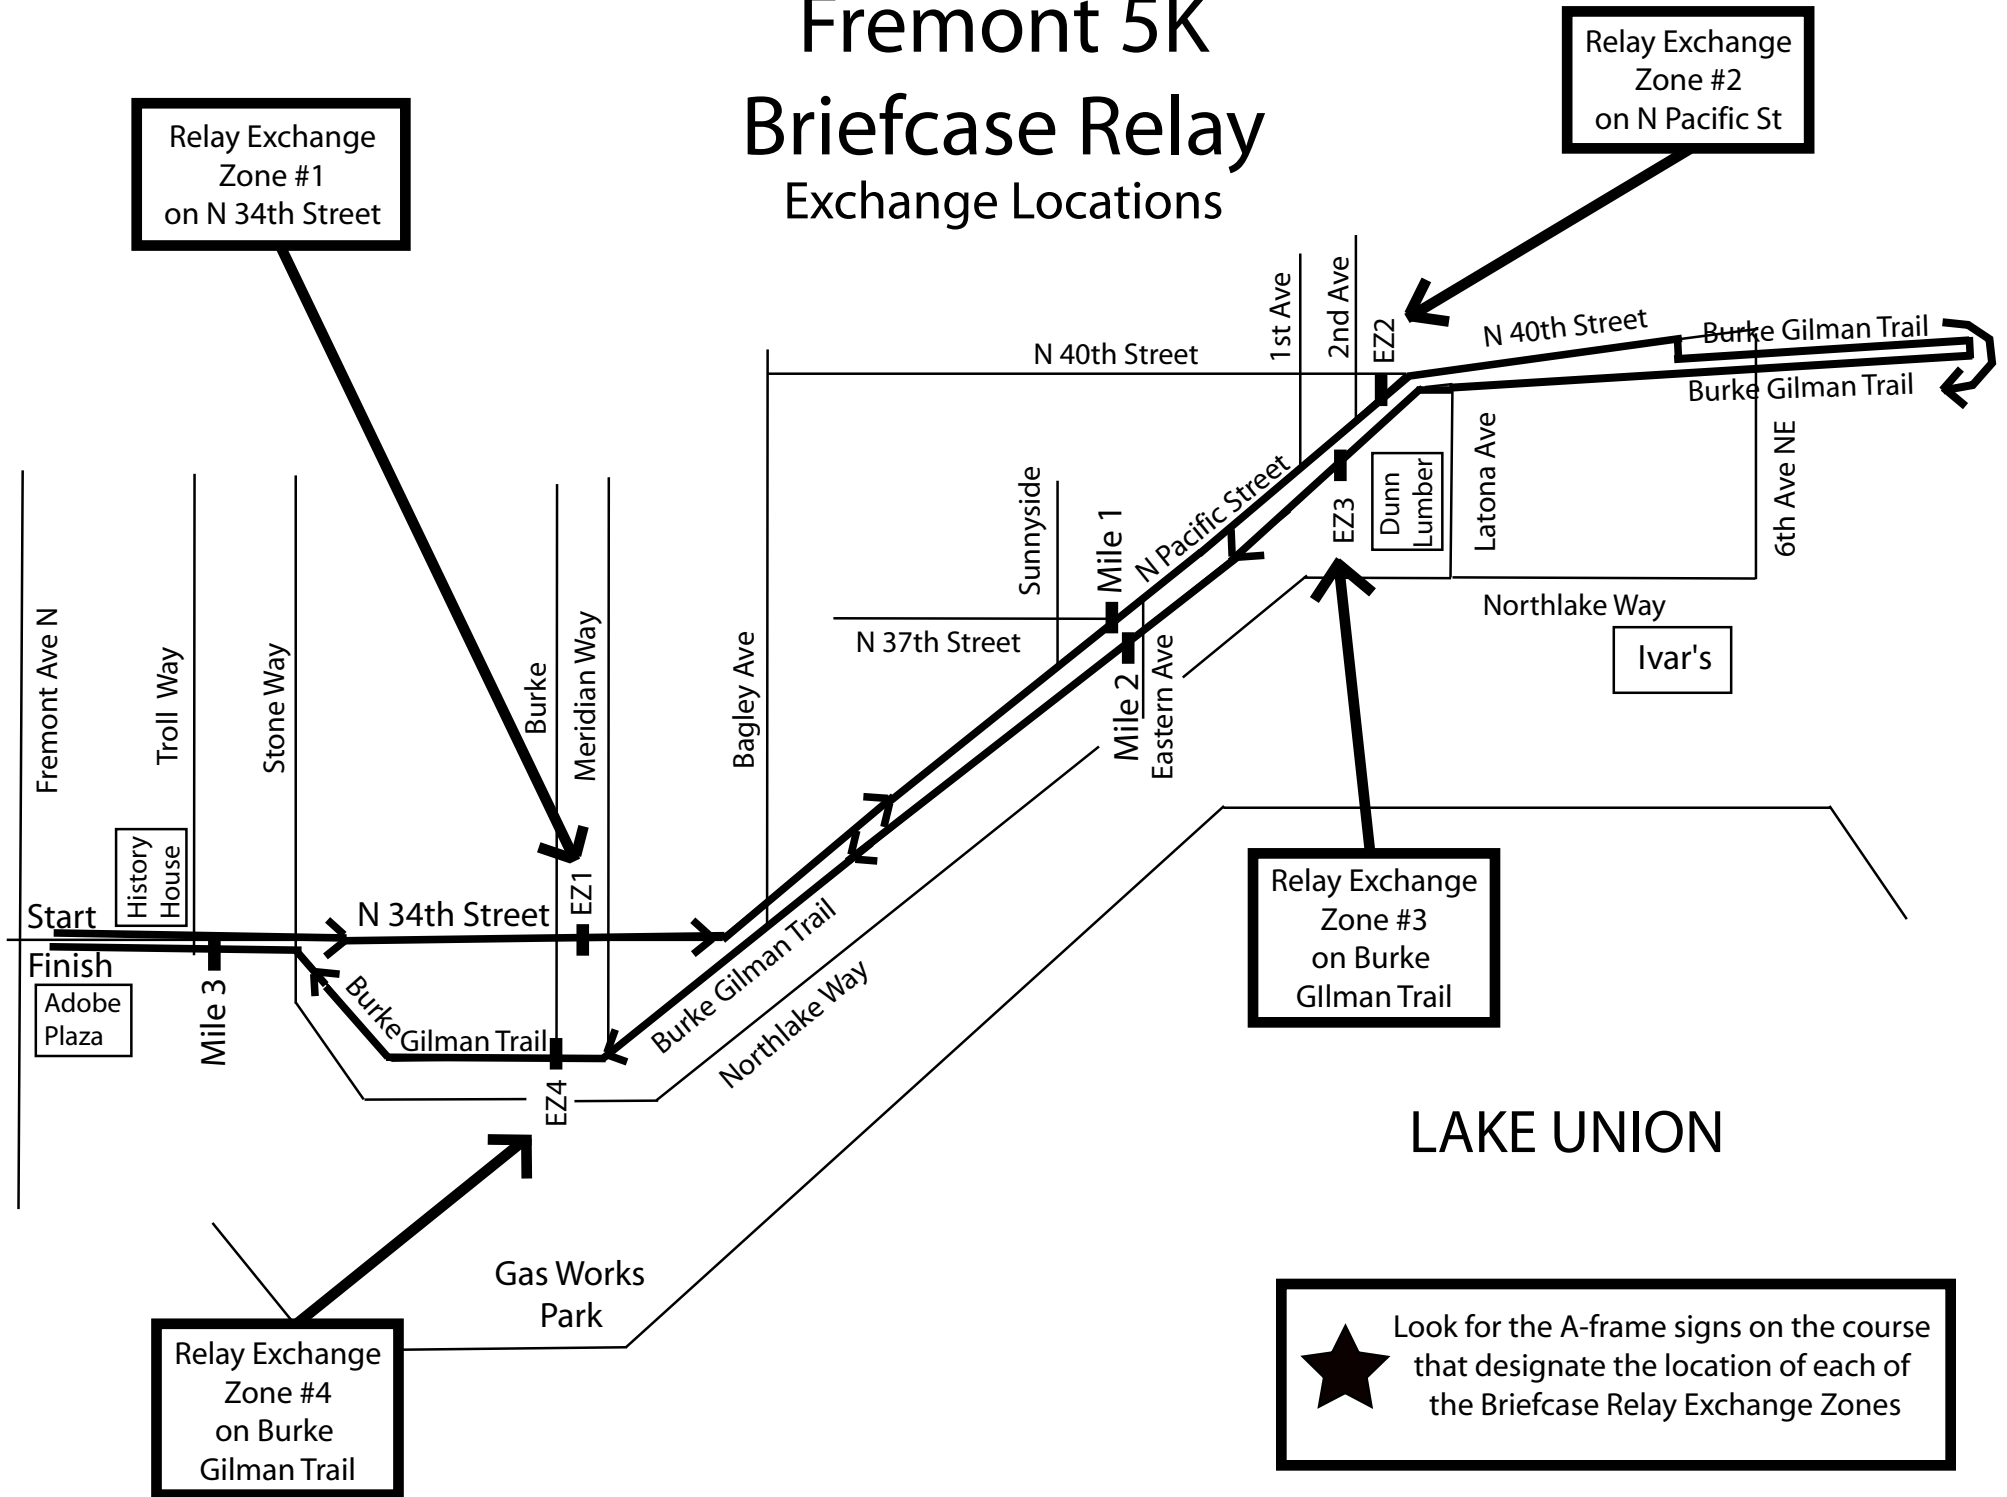 Fremont 5K
Briefcase Relay
Exchange Locations
Relay Exchange
Zone #1
on N 34th Street
Relay Exchange
Zone #2
on N Pacific St
N 40th Street
1st Ave
2nd Ave
EZ2
N 40th Street
Burke Gilman Trail
Burke Gilman Trail
Sunnyside
Mile 1
N Pacific Street
EZ3
Dunn
Lumber
Latona Ave
6th Ave NE
Northlake Way
Ivar's
N 37th Street
Mile 2
Eastern Ave
Fremont Ave N
Troll Way
Stone Way
Burke
Meridian Way
Bagley Ave
History
House
Start
N 34th Street
EZ1
Finish
Adobe
Plaza
Mile 3
Burke
Gilman Trail
EZ4
Burke Gilman Trail
Northlake Way
Relay Exchange
Zone #3
on Burke
GIlman Trail
LAKE UNION
Gas Works
Park
Relay Exchange
Zone #4
on Burke
Gilman Trail
Look for the A-frame signs on the course
that designate the location of each of
the Briefcase Relay Exchange Zones